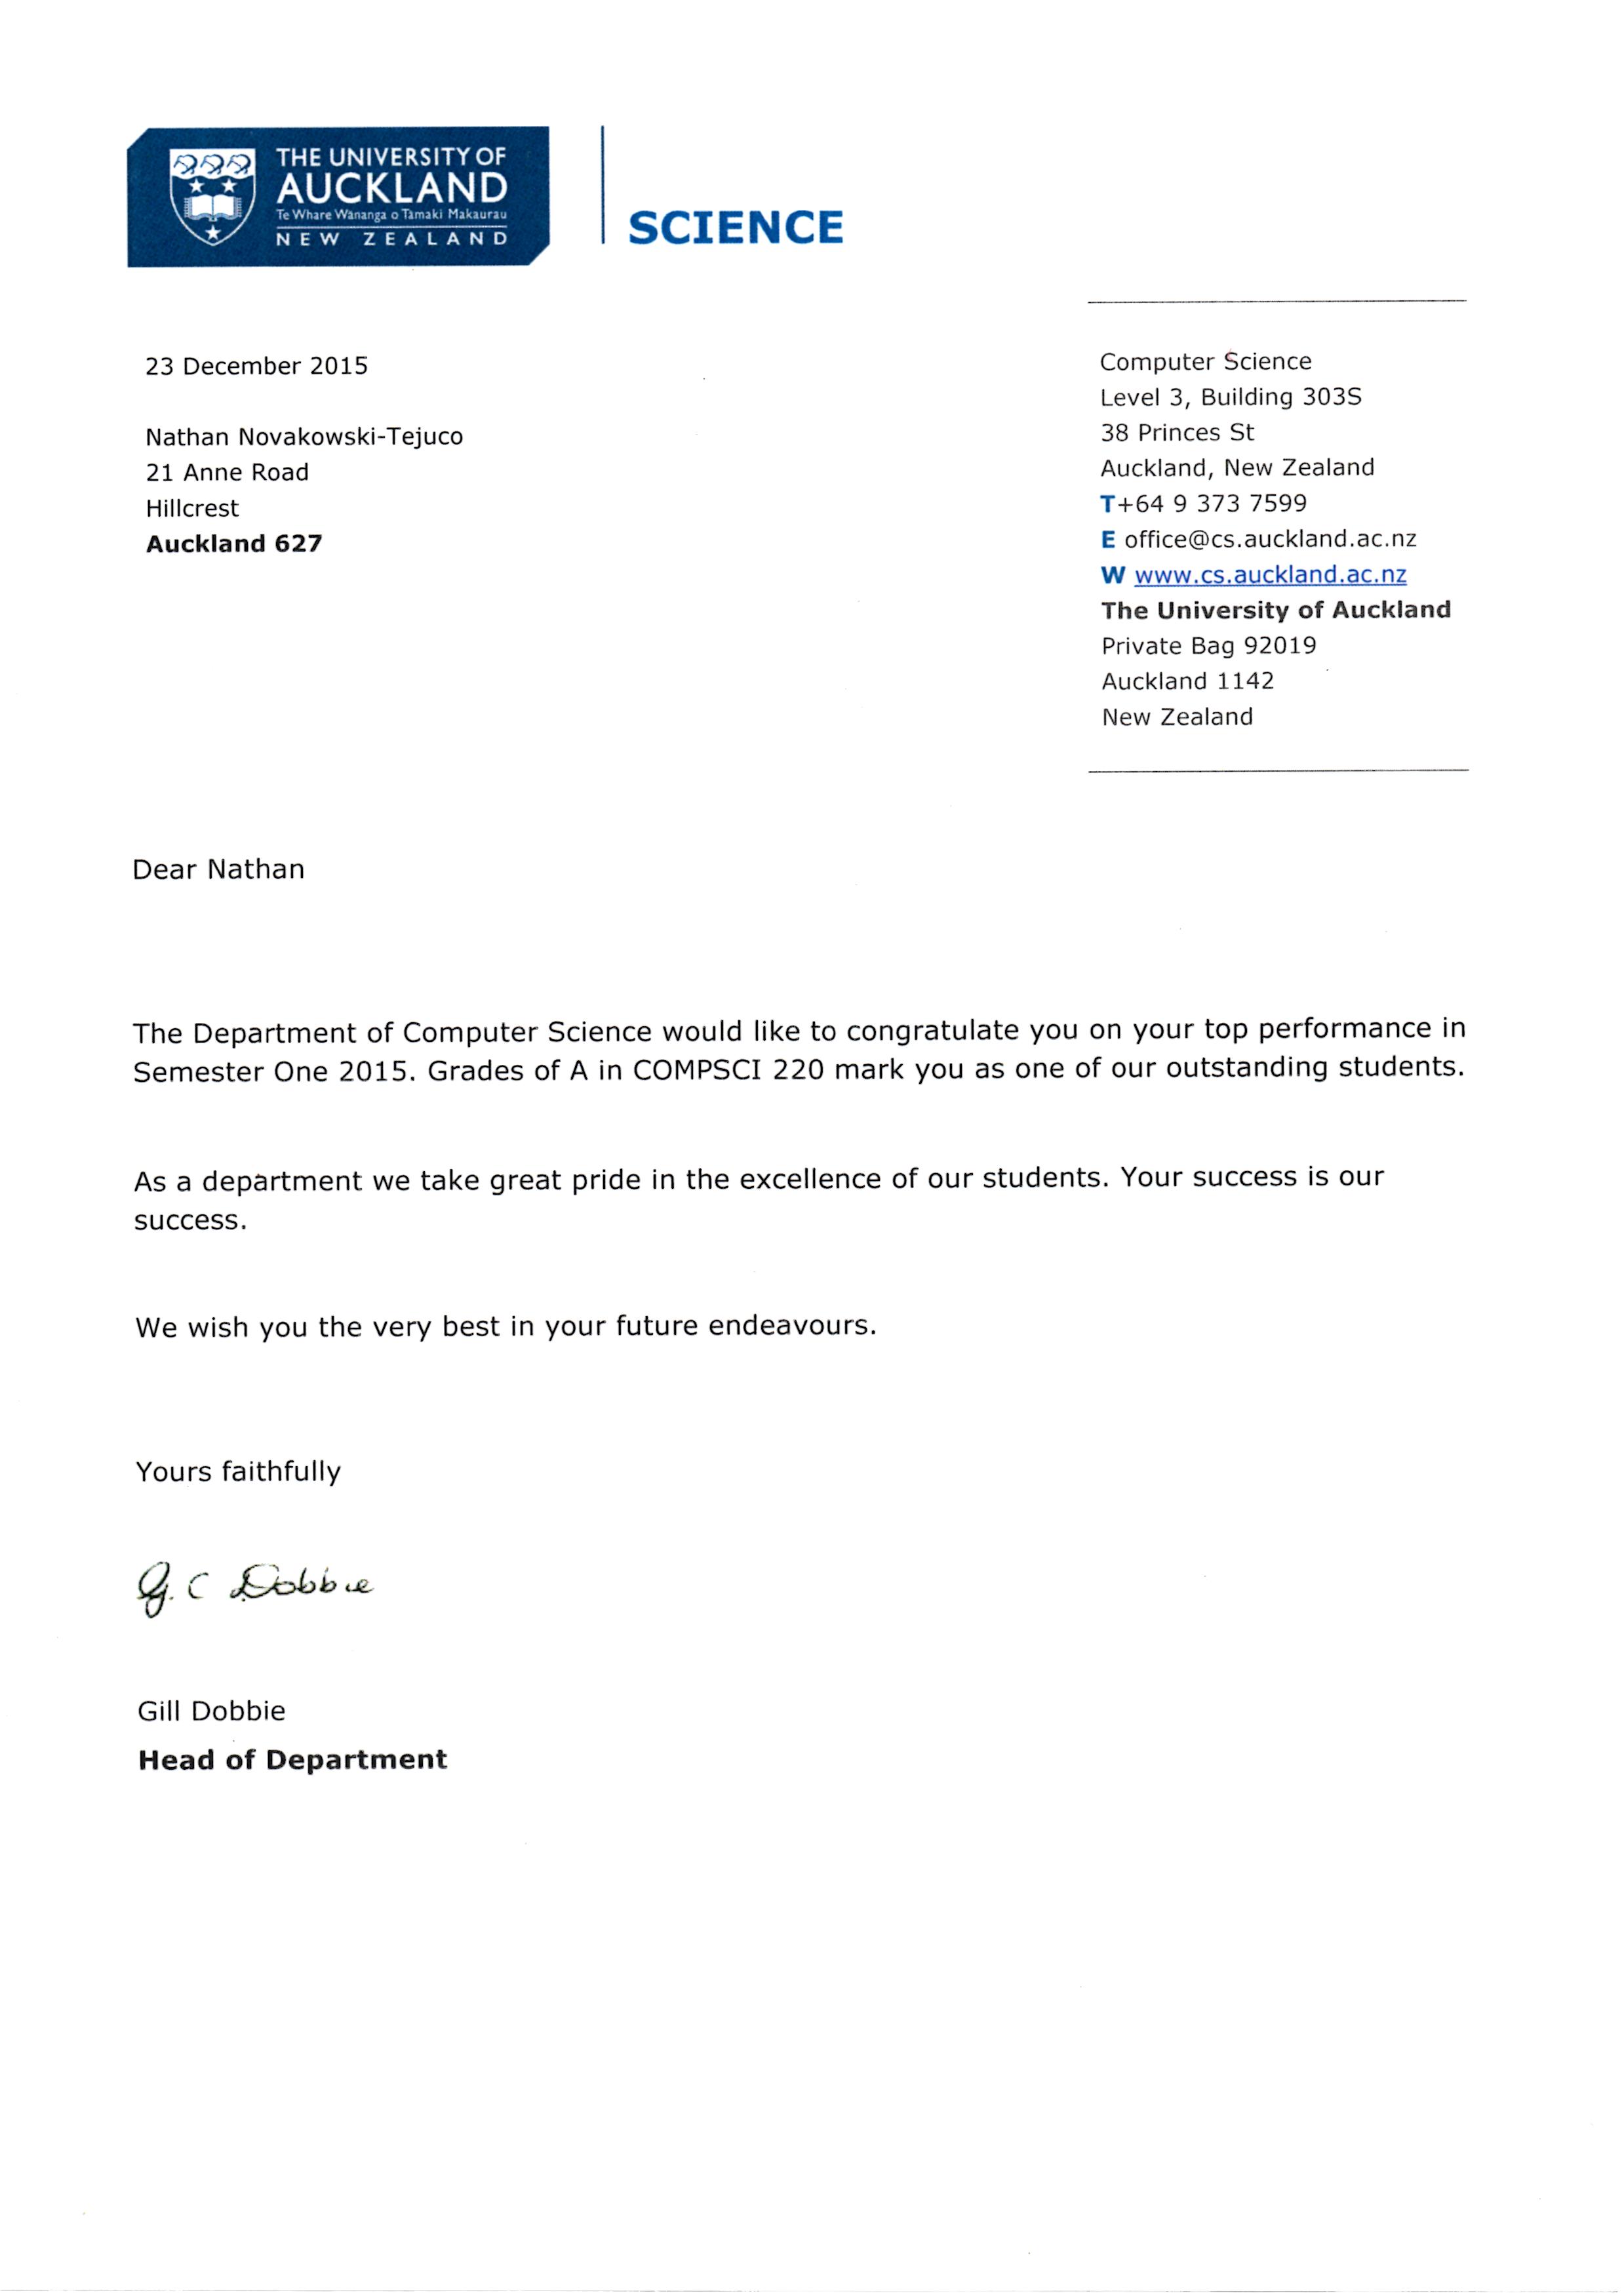 THE UNIVERSITY OF
AUCKLAND
Te Whare Wānanga o Tāmaki Makaurau
NEW ZEALAND
SCIENCE
23 December 2015
Nathan Novakowski-Tejuco
21 Anne Road
Hillcrest
Auckland 627
Computer Science
Level 3, Building 303S
38 Princes St
Auckland, New Zealand
T+64 9 373 7599
E office@cs.auckland.ac.nz
W www.cs.auckland.ac.nz
The University of Auckland
Private Bag 92019
Auckland 1142
New Zealand
Dear Nathan
The Department of Computer Science would like to congratulate you on your top performance in
Semester One 2015. Grades of A in COMPSCI 220 mark you as one of our outstanding students.
As a department we take great pride in the excellence of our students. Your success is our
success.
We wish you the very best in your future endeavours.
Yours faithfully
G. C Dobbie
Gill Dobbie
Head of Department